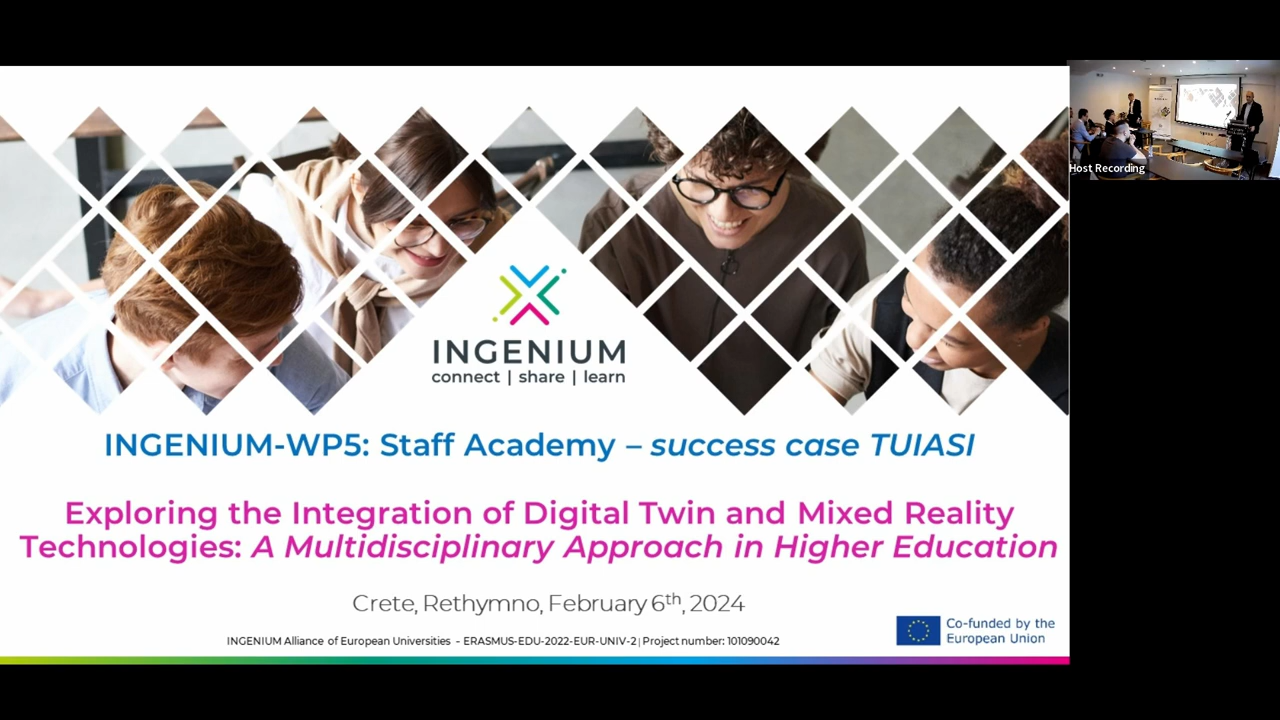 Host Recording
INGENIUM
connect | share | learn
INGENIUM-WP5: Staff Academy – success case TUIASI
Exploring the Integration of Digital Twin and Mixed Reality
Technologies: A Multidisciplinary Approach in Higher Education
Crete, Rethymno, February 6th, 2024
INGENIUM Alliance of European Universities - ERASMUS-EDU-2022-EUR-UNIV-2 | Project number: 101090042
Co-funded by the
European Union